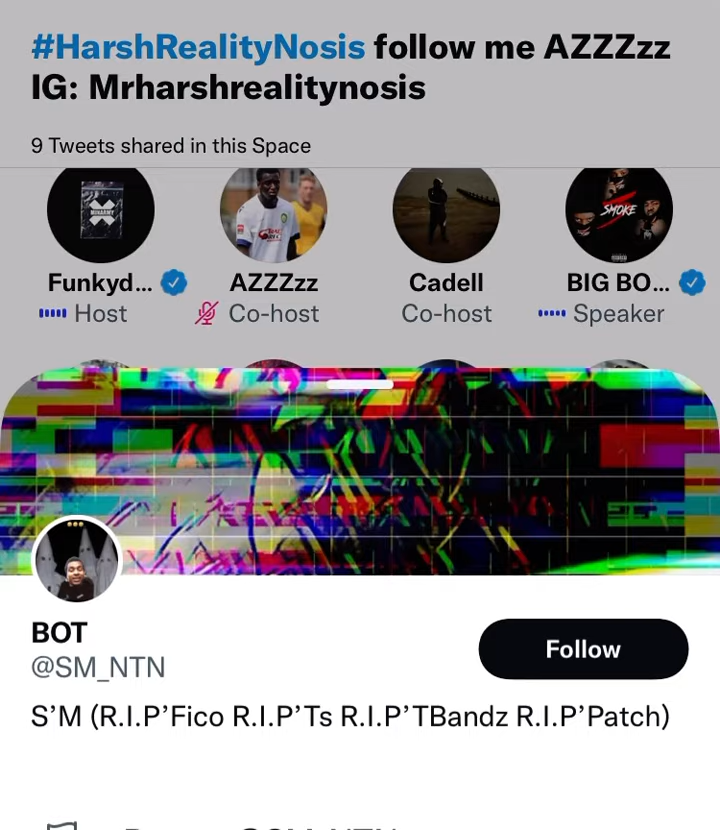 #HarshRealityNosis follow me AZZZzz
IG: Mrharshrealitynosis
9 Tweets shared in this Space
SMOKE
Funkyd...
AZZZzz
Cadell
BIG BO...
Host
Co-host
Co-host
Speaker
BOT
@SM_NTN
Follow
S’M (R.I.P’Fico R.I.P’Ts R.I.P’TBandz R.I.P’Patch)